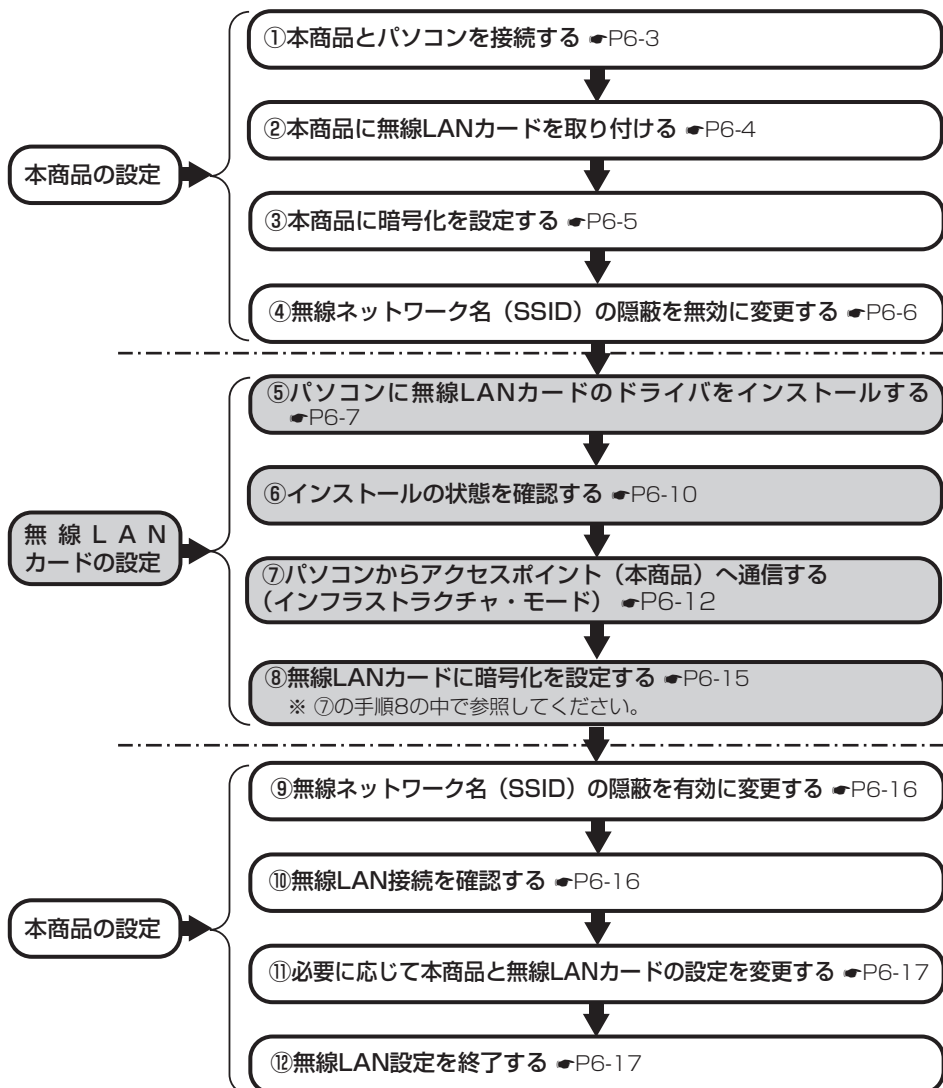 ①本商品とパソコンを接続する ☛P6-3
②本商品に無線LANカードを取り付ける ☛P6-4
本商品の設定
③本商品に暗号化を設定する ☛P6-5
④無線ネットワーク名（SSID）の隠蔽を無効に変更する ☛P6-6
⑤パソコンに無線LANカードのドライバをインストールする
☛P6-7
⑥インストールの状態を確認する ☛P6-10
無線LAN
カードの設定
⑦パソコンからアクセスポイント（本商品）へ通信する
（インフラストラクチャ・モード） ☛P6-12
⑧無線LANカードに暗号化を設定する ☛P6-15
※ ⑦の手順8の中で参照してください。
⑨無線ネットワーク名（SSID）の隠蔽を有効に変更する ☛P6-16
⑩無線LAN接続を確認する ☛P6-16
本商品の設定
⑪必要に応じて本商品と無線LANカードの設定を変更する ☛P6-17
⑫無線LAN設定を終了する ☛P6-17